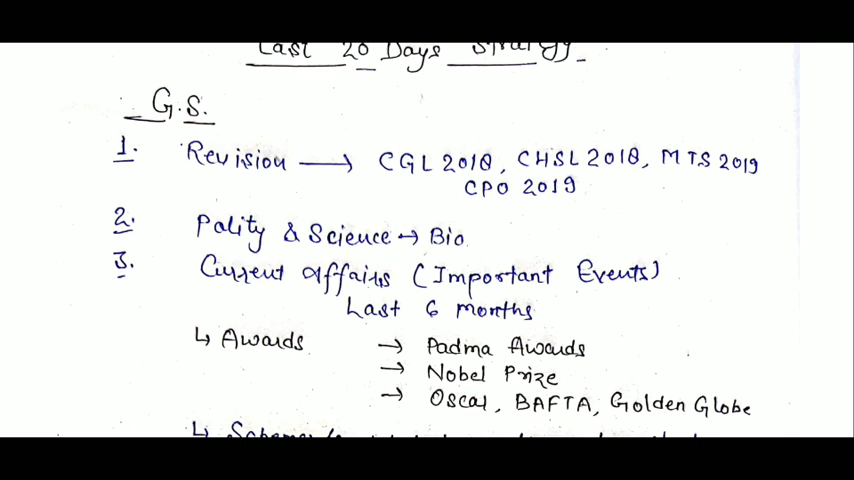 Last 20 Days Strategy
G.S.
1. Revision → CGL 2018, CHSL 2018, MTS 2019
CPO 2019
2. Polity & Science → Bio
3. Current affairs (Important Events)
Last 6 months
↳ Awards → Padma Awards
→ Nobel Prize
→ Oscar, BAFTA, Golden Globe
↳